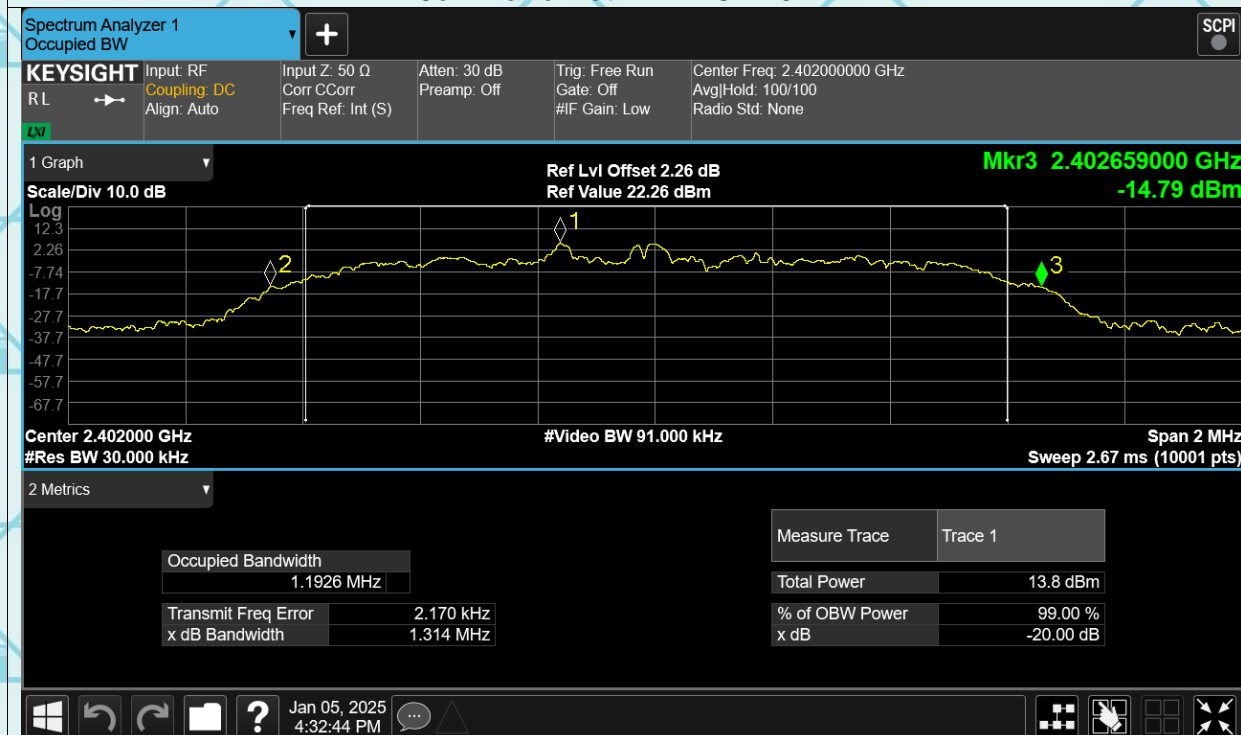 Spectrum Analyzer 1
Occupied BW
▼
+
SCPI
KEYSIGHT
RL
LXI
Input: RF
Coupling: DC
Align: Auto
Input Z: 50 Ω
Corr CCorr
Freq Ref: Int (S)
Atten: 30 dB
Preamp: Off
Trig: Free Run
Gate: Off
#IF Gain: Low
Center Freq: 2.402000000 GHz
Avg|Hold: 100/100
Radio Std: None
1 Graph ▼
Scale/Div 10.0 dB
Ref Lvl Offset 2.26 dB
Ref Value 22.26 dBm
Mkr3 2.402659000 GHz
-14.79 dBm
Log
12.3
2.26
-7.74
-17.7
-27.7
-37.7
-47.7
-57.7
-67.7
1
2
3
Center 2.402000 GHz
#Res BW 30.000 kHz
#Video BW 91.000 kHz
Span 2 MHz
Sweep 2.67 ms (10001 pts)
2 Metrics ▼
Occupied Bandwidth
1.1926 MHz
Transmit Freq Error 2.170 kHz
x dB Bandwidth 1.314 MHz
Measure Trace Trace 1
Total Power 13.8 dBm
% of OBW Power 99.00 %
x dB -20.00 dB
?
Jan 05, 2025
4:32:44 PM